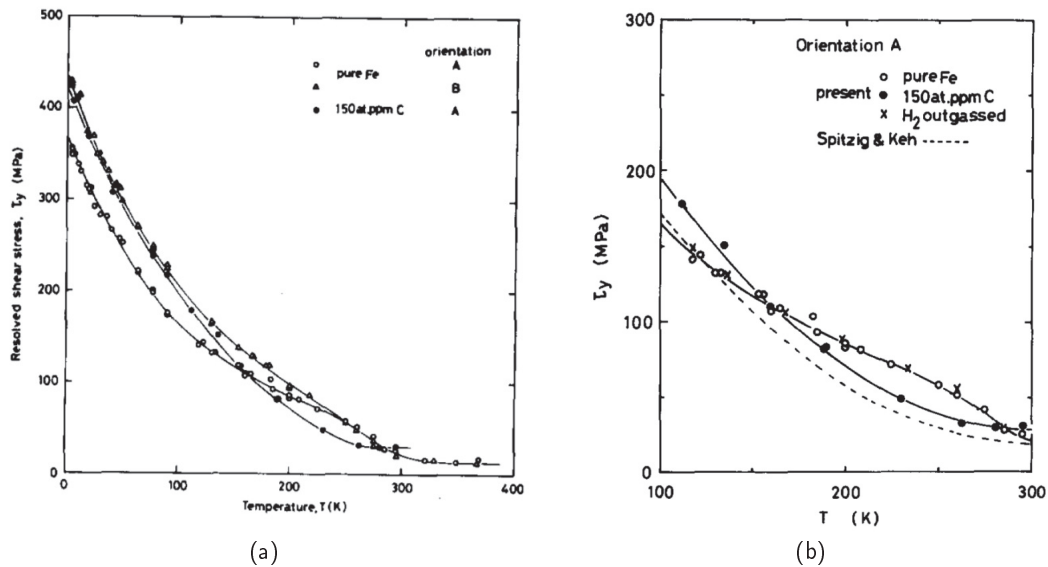 orientation
pure Fe
A
B
150 at. ppm C
A
500
400
300
200
100
0
0
100
200
300
400
Resolved shear stress, τy (MPa)
Temperature, T (K)
(a)
Orientation A
pure Fe
present
150 at. ppm C
H2 outgassed
Spitzig & Keh
300
200
100
0
100
200
300
τy (MPa)
T (K)
(b)